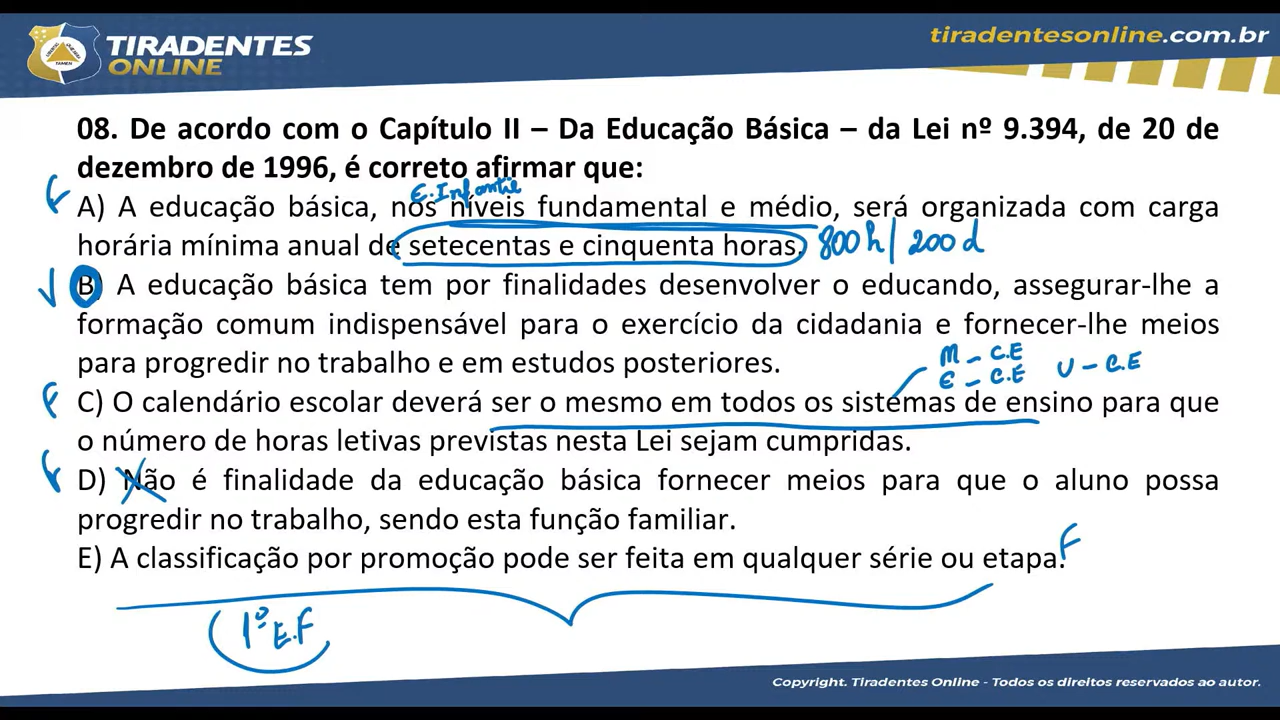 TIRADENTES
ONLINE
tiradentesonline.com.br
08. De acordo com o Capítulo II – Da Educação Básica – da Lei nº 9.394, de 20 de
dezembro de 1996, é correto afirmar que:
E. Infantil
F A) A educação básica, nos níveis fundamental e médio, será organizada com carga
horária mínima anual de setecentas e cinquenta horas. 800h/200d
B) A educação básica tem por finalidades desenvolver o educando, assegurar-lhe a
formação comum indispensável para o exercício da cidadania e fornecer-lhe meios
para progredir no trabalho e em estudos posteriores.
M - C.E
E - C.E U - C.E
F C) O calendário escolar deverá ser o mesmo em todos os sistemas de ensino para que
o número de horas letivas previstas nesta Lei sejam cumpridas.
F D) Não é finalidade da educação básica fornecer meios para que o aluno possa
progredir no trabalho, sendo esta função familiar.
E) A classificação por promoção pode ser feita em qualquer série ou etapa. F
1º E.F
Copyright. Tiradentes Online - Todos os direitos reservados ao autor.